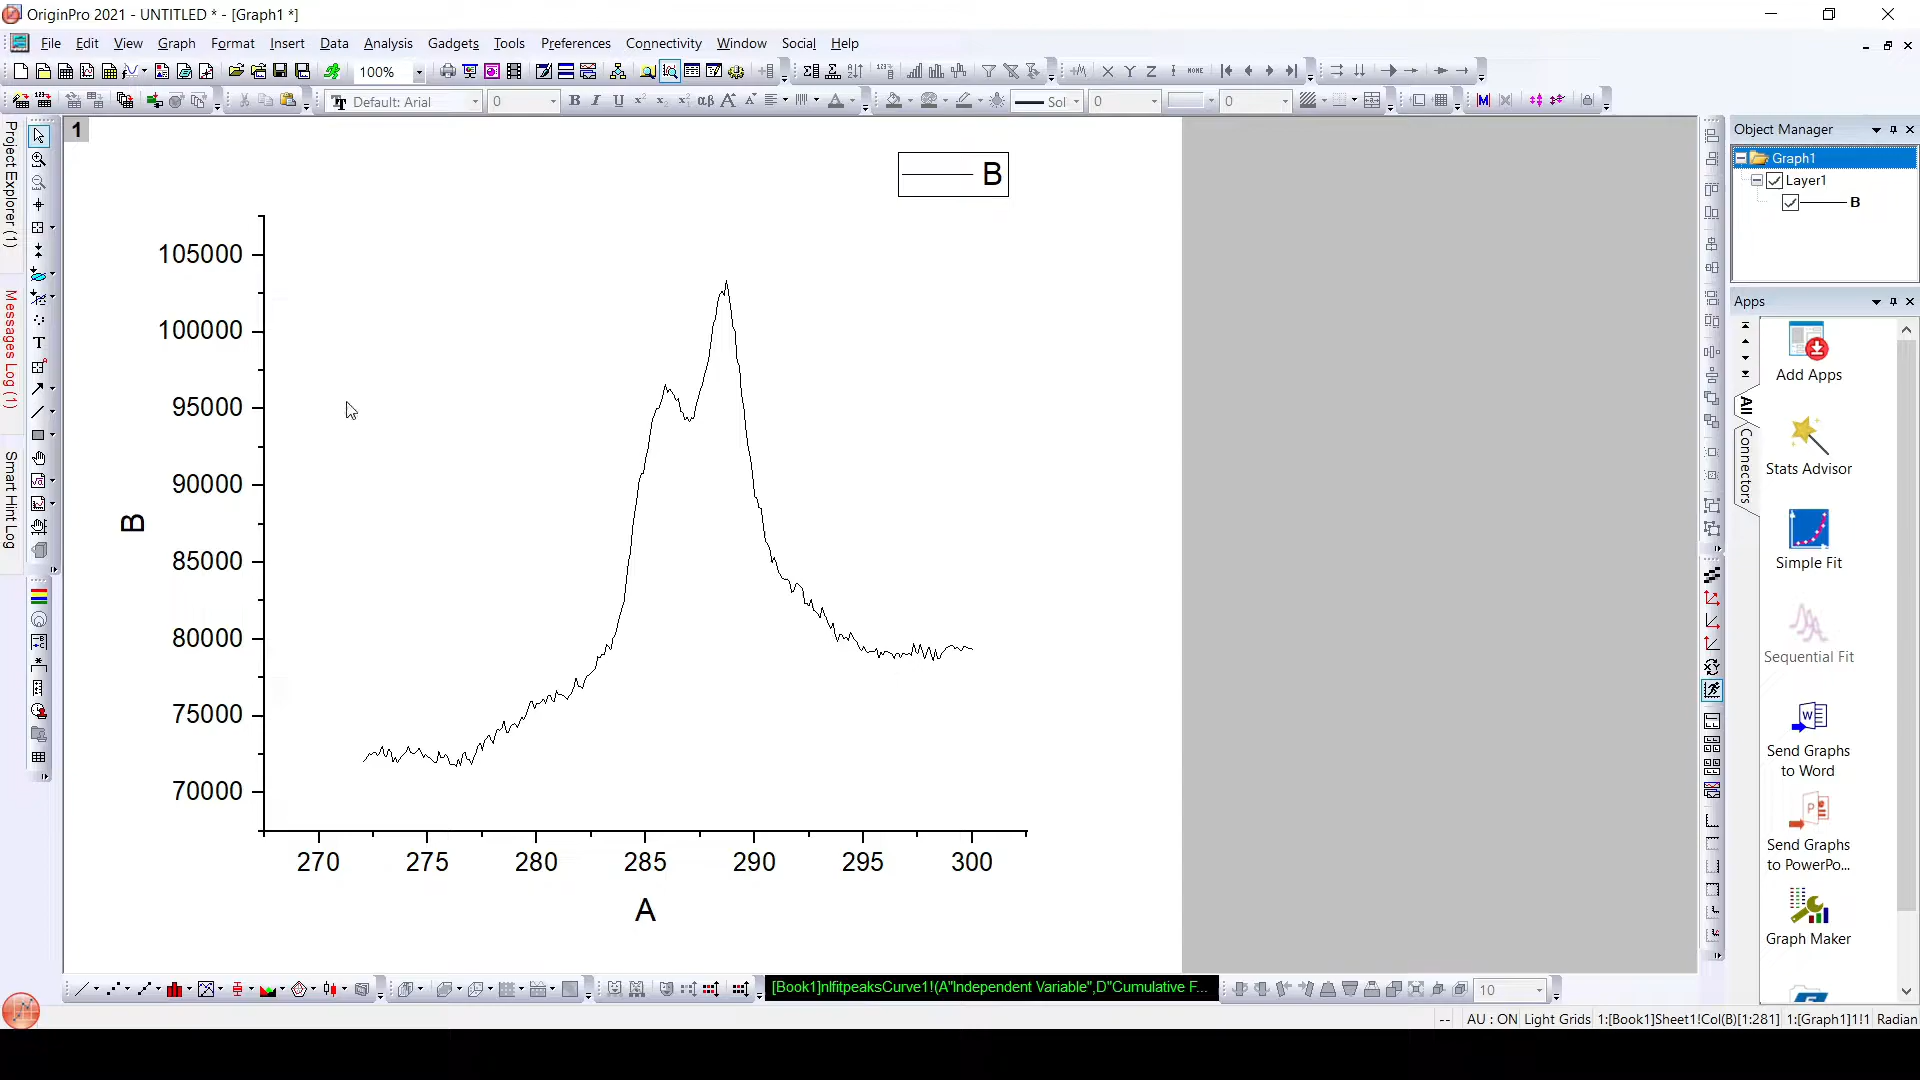 OriginPro 2021 - UNTITLED * - [Graph1 *]
File Edit View Graph Format Insert Data Analysis Gadgets Tools Preferences Connectivity Window Social Help
100%
Default: Arial 0 B I U Sol 0 0
Project Explorer (1)
Messages Log (1)
Smart Hint Log
1
B
105000
100000
95000
90000
85000
80000
75000
70000
B
270 275 280 285 290 295 300
A
Object Manager
Graph1
Layer1
B
Apps
All
Connectors
Add Apps
Stats Advisor
Simple Fit
Sequential Fit
Send Graphs
to Word
Send Graphs
to PowerPo...
Graph Maker
[Book1]nlfitpeaksCurve1!(A"Independent Variable",D"Cumulative F...
10
-- AU : ON Light Grids 1:[Book1]Sheet1!Col(B)[1:281] 1:[Graph1]1!1 Radian